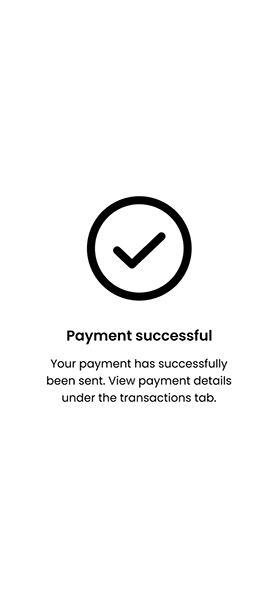 Payment successful
Your payment has successfully
been sent. View payment details
under the transactions tab.